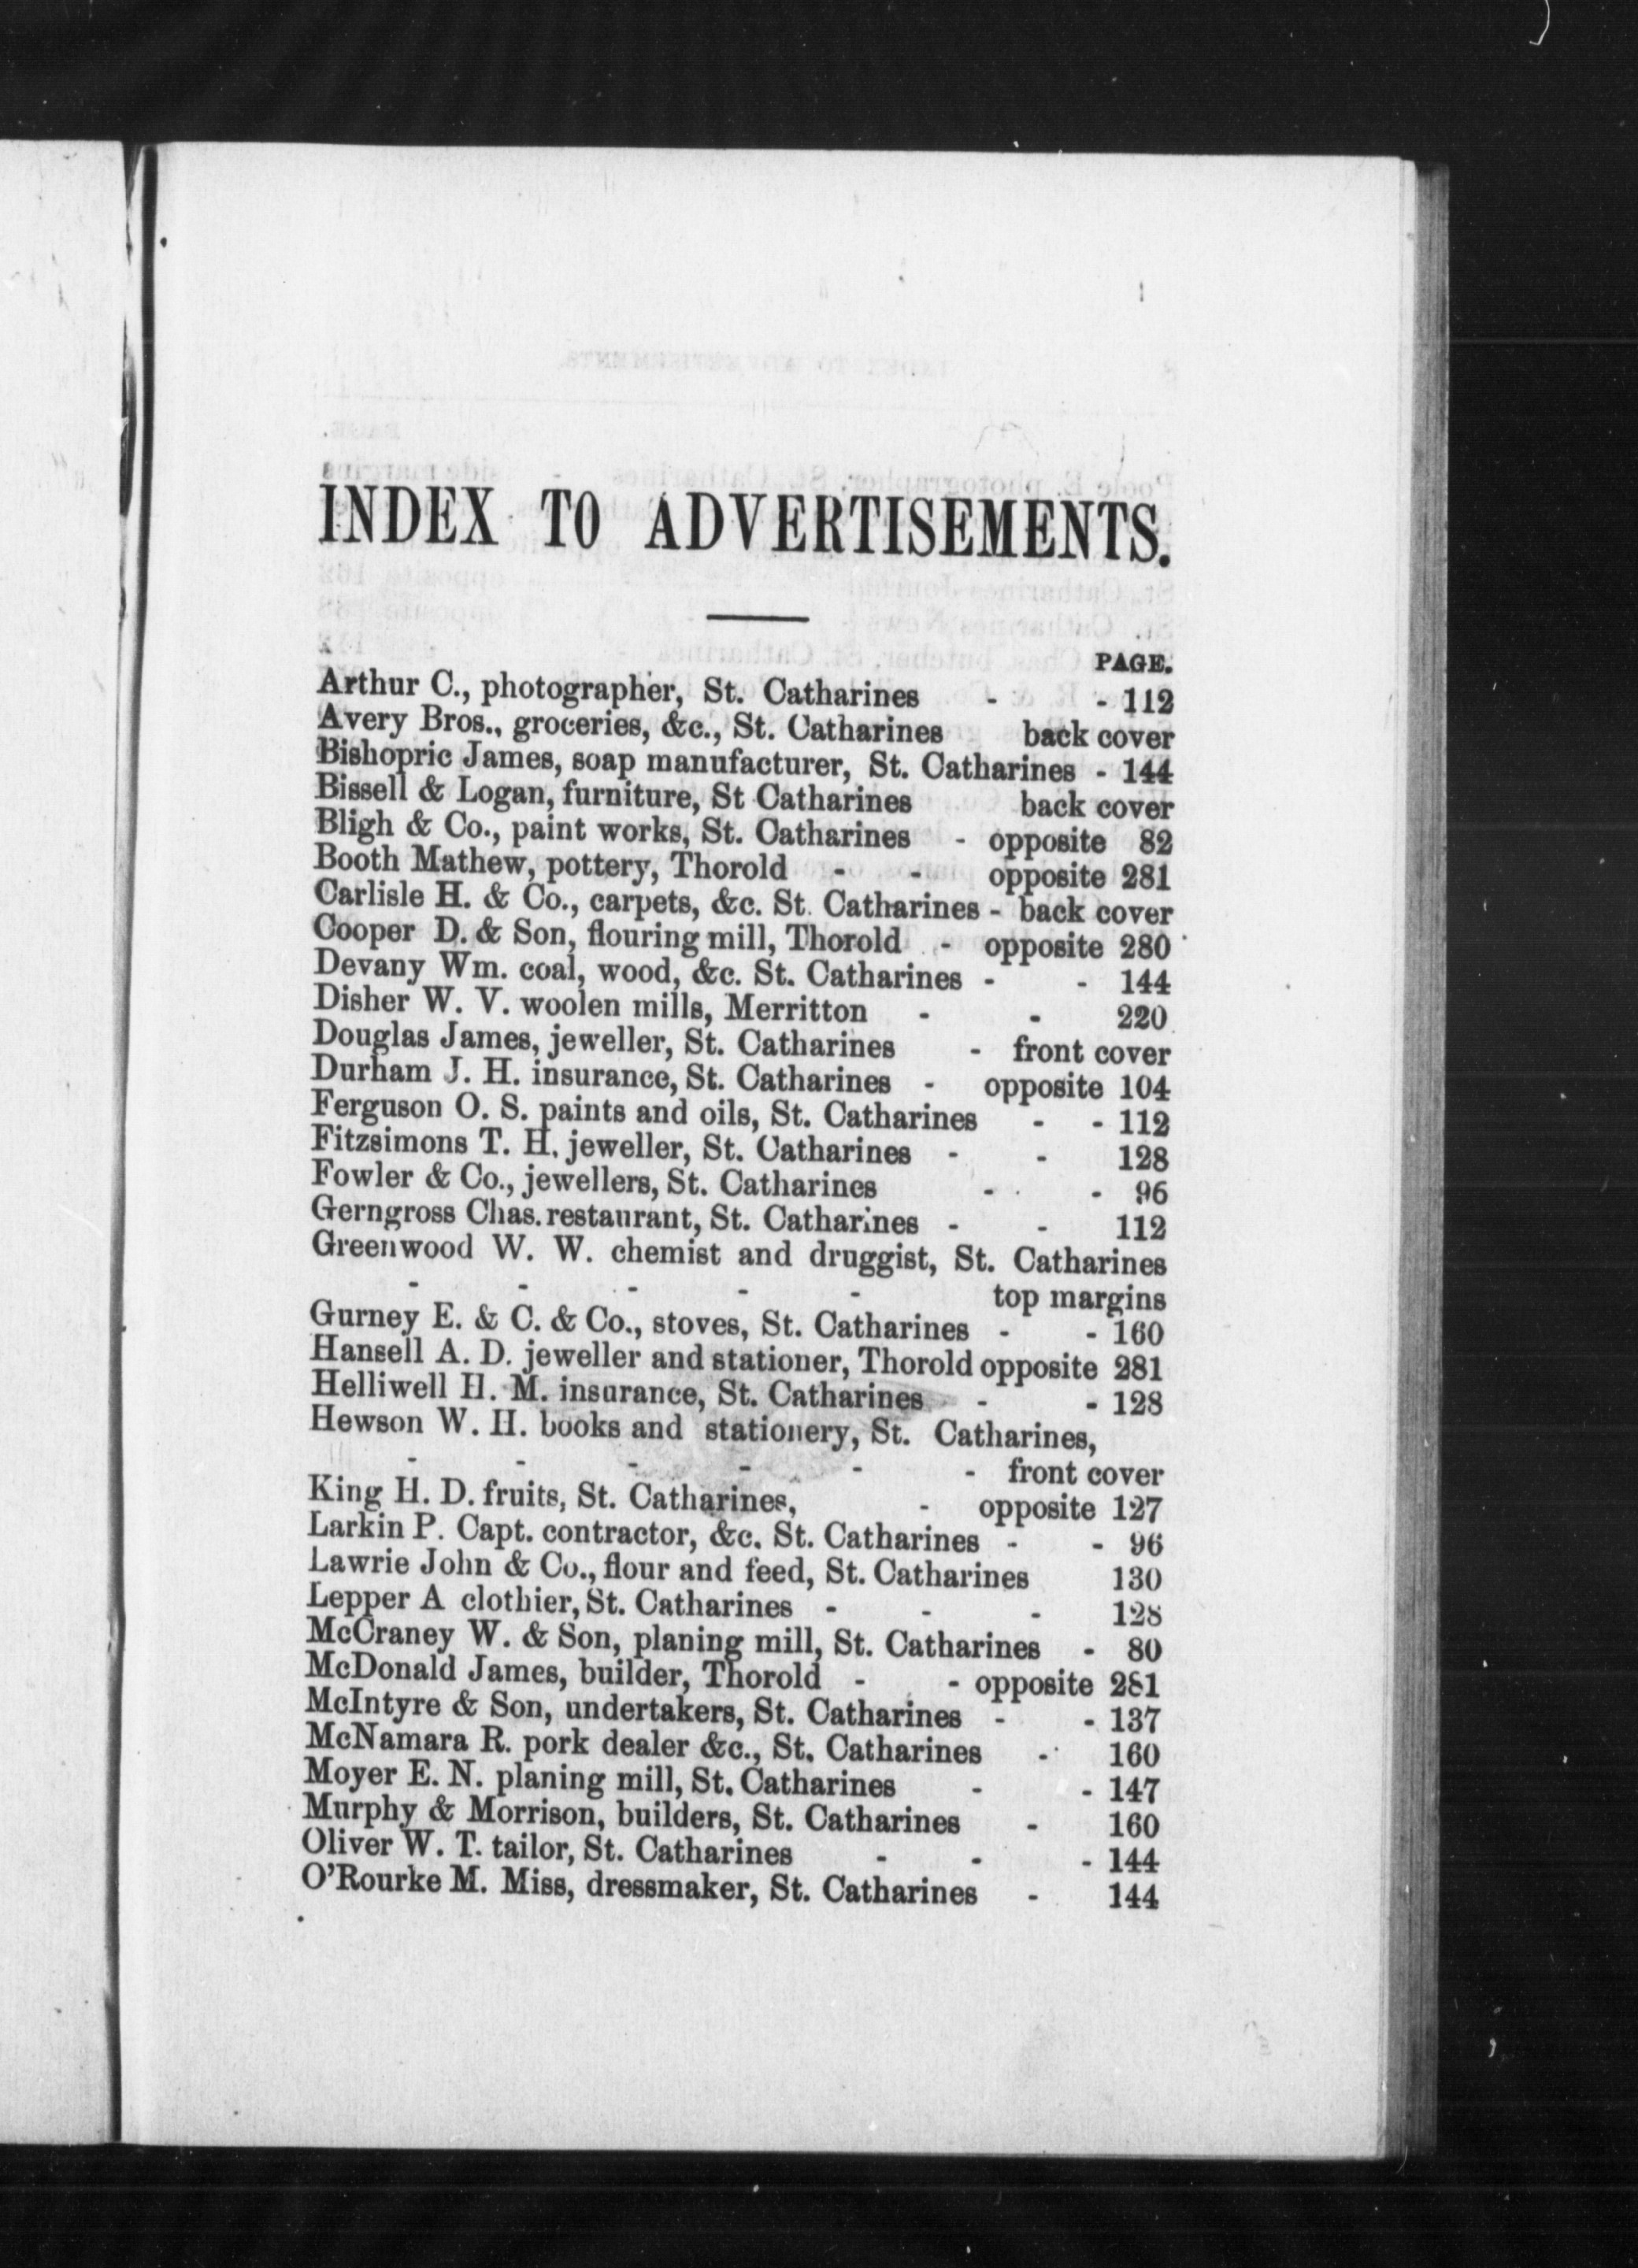 INDEX TO ADVERTISEMENTS.
PAGE.
Arthur C., photographer, St. Catharines - - 112
Avery Bros., groceries, &c., St. Catharines back cover
Bishopric James, soap manufacturer, St. Catharines - 144
Bissell & Logan, furniture, St Catharines back cover
Bligh & Co., paint works, St. Catharines - opposite 82
Booth Mathew, pottery, Thorold - - opposite 281
Carlisle H. & Co., carpets, &c. St. Catharines - back cover
Cooper D. & Son, flouring mill, Thorold - opposite 280
Devany Wm. coal, wood, &c. St. Catharines - - 144
Disher W. V. woolen mills, Merritton - - 220
Douglas James, jeweller, St. Catharines - front cover
Durham J. H. insurance, St. Catharines - opposite 104
Ferguson O. S. paints and oils, St. Catharines - - 112
Fitzsimons T. H. jeweller, St. Catharines - - 128
Fowler & Co., jewellers, St. Catharines - - 96
Gerngross Chas. restaurant, St. Catharines - - 112
Greenwood W. W. chemist and druggist, St. Catharines
- - - - - top margins
Gurney E. & C. & Co., stoves, St. Catharines - - 160
Hansell A. D. jeweller and stationer, Thorold opposite 281
Helliwell H. M. insurance, St. Catharines - - 128
Hewson W. H. books and stationery, St. Catharines,
- - - - - - front cover
King H. D. fruits, St. Catharines, - opposite 127
Larkin P. Capt. contractor, &c. St. Catharines - - 96
Lawrie John & Co., flour and feed, St. Catharines 130
Lepper A clothier, St. Catharines - - - 128
McCraney W. & Son, planing mill, St. Catharines - 80
McDonald James, builder, Thorold - - opposite 281
McIntyre & Son, undertakers, St. Catharines - - 137
McNamara R. pork dealer &c., St. Catharines - 160
Moyer E. N. planing mill, St. Catharines - - 147
Murphy & Morrison, builders, St. Catharines - 160
Oliver W. T. tailor, St. Catharines - - - 144
O'Rourke M. Miss, dressmaker, St. Catharines - 144